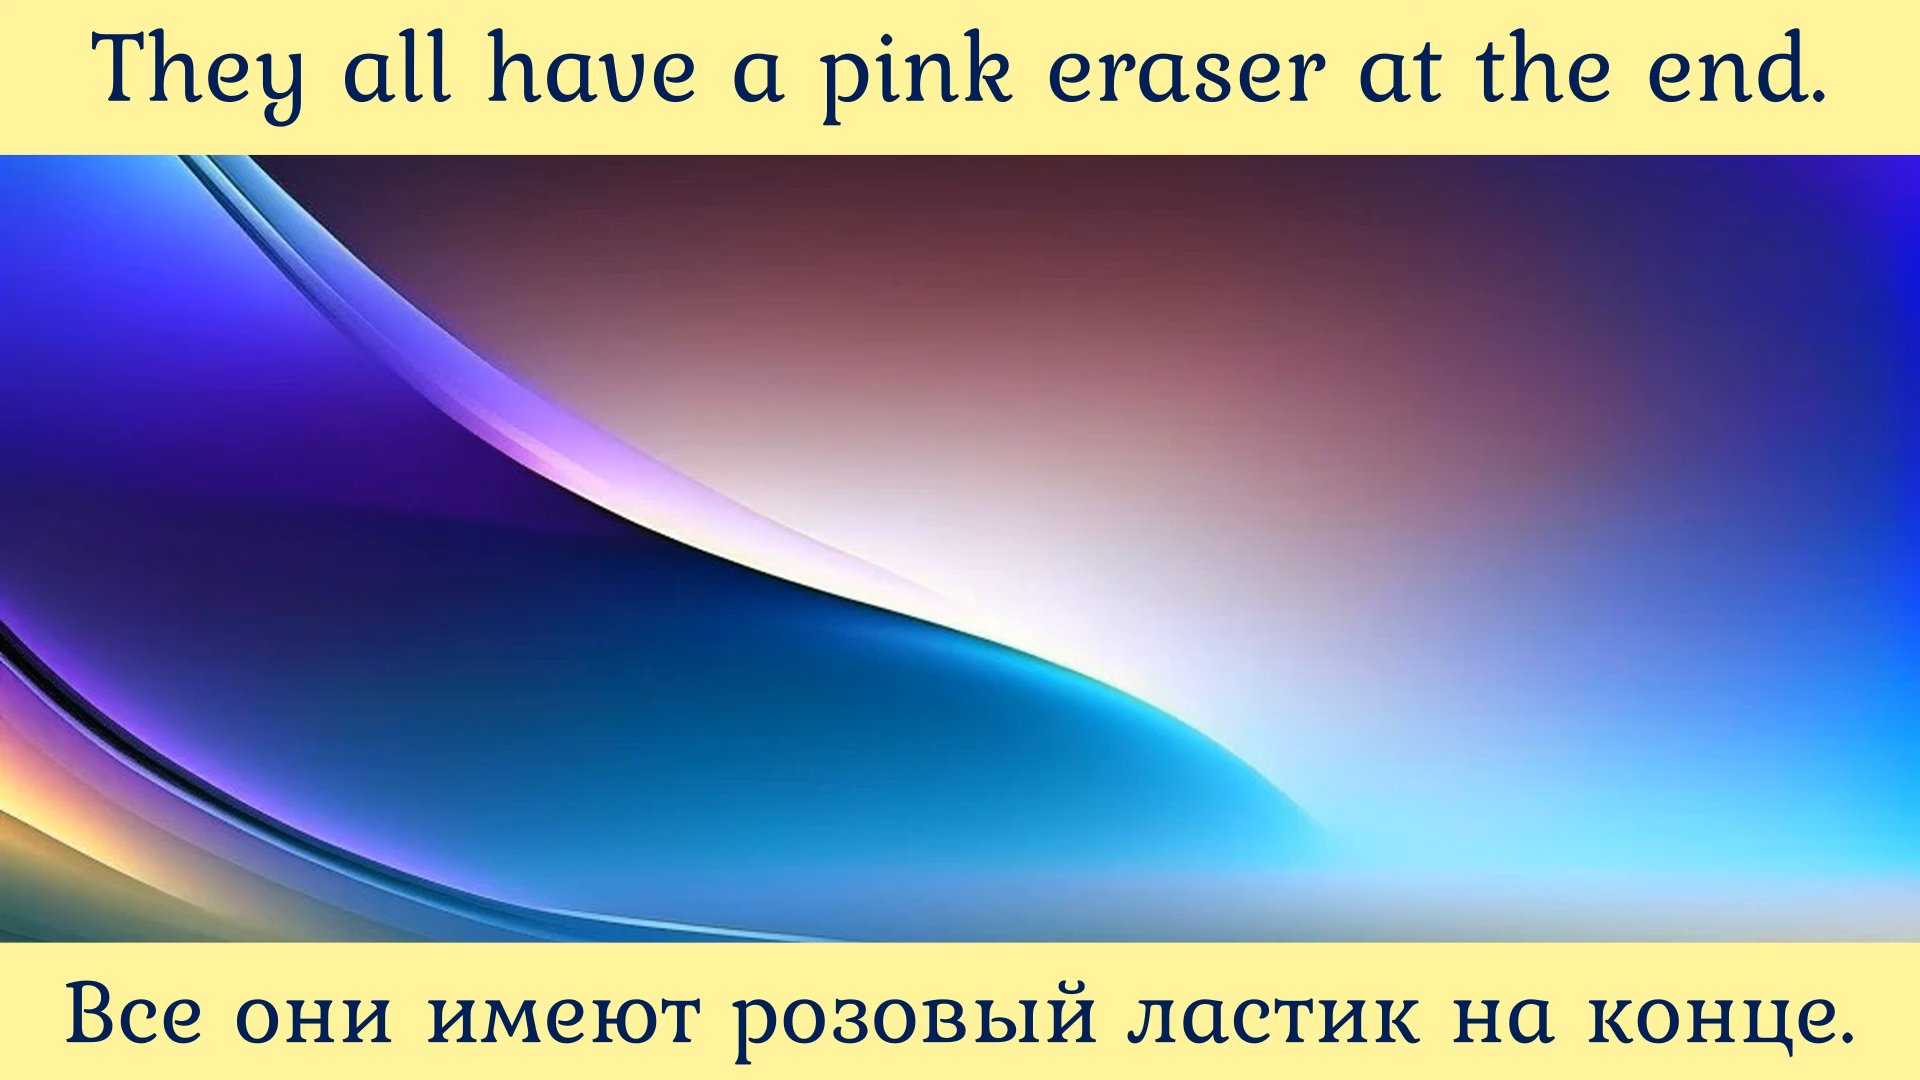 They all have a pink eraser at the end.
Все они имеют розовый ластик на конце.